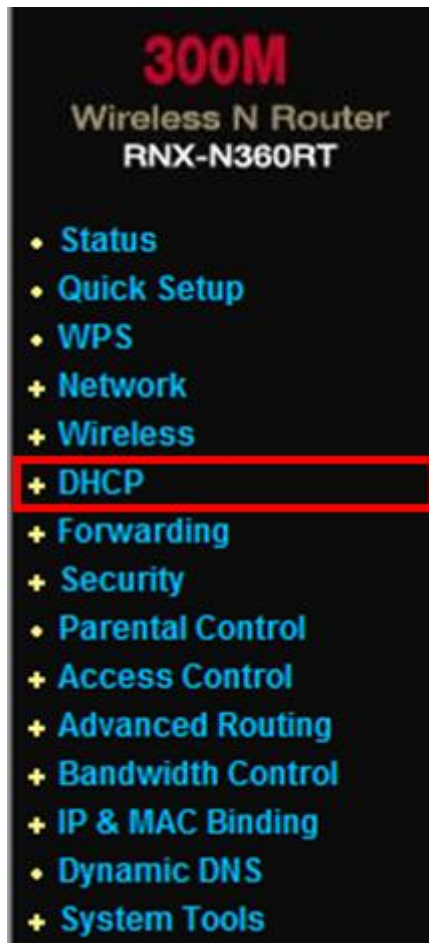 300M
Wireless N Router
RNX-N360RT
Status
Quick Setup
WPS
Network
Wireless
DHCP
Forwarding
Security
Parental Control
Access Control
Advanced Routing
Bandwidth Control
IP & MAC Binding
Dynamic DNS
System Tools